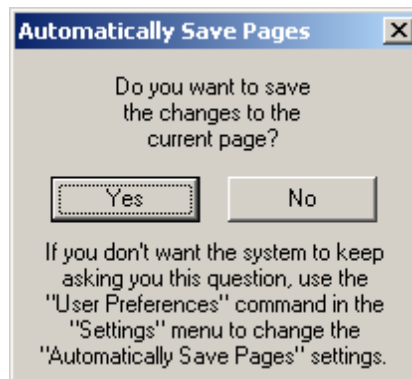 Automatically Save Pages
Do you want to save
the changes to the
current page?
Yes
No
If you don't want the system to keep
asking you this question, use the
"User Preferences" command in the
"Settings" menu to change the
"Automatically Save Pages" settings.